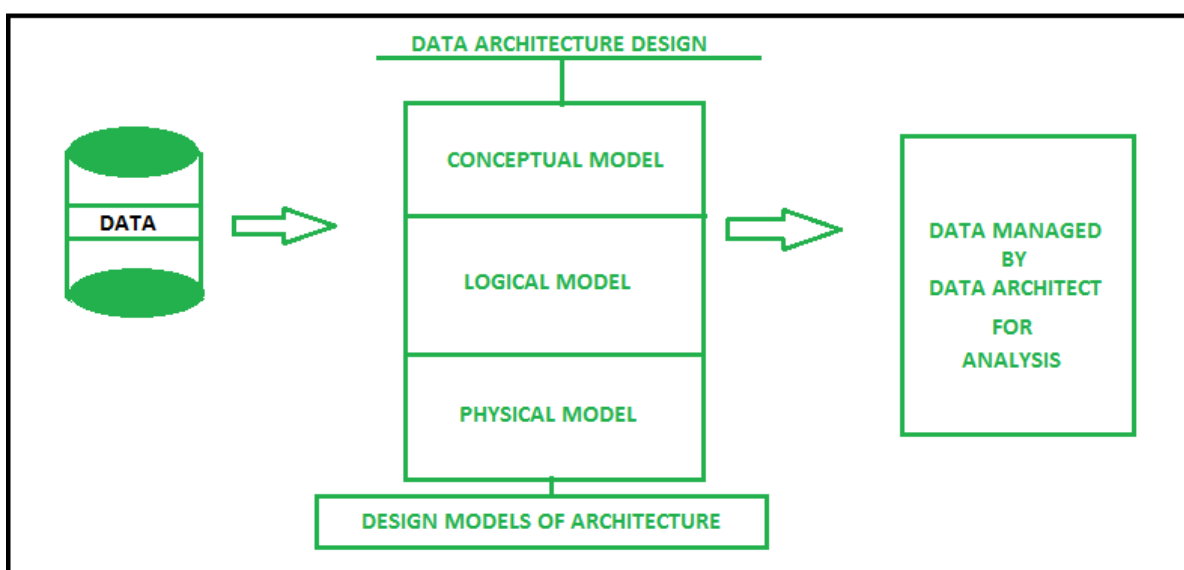 DATA ARCHITECTURE DESIGN
CONCEPTUAL MODEL
DATA
LOGICAL MODEL
PHYSICAL MODEL
DESIGN MODELS OF ARCHITECTURE
DATA MANAGED
BY
DATA ARCHITECT
FOR
ANALYSIS